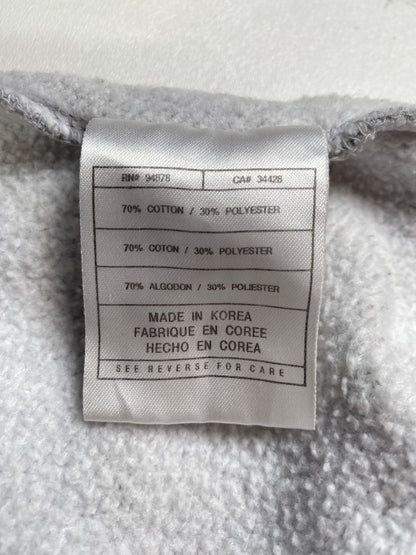 RN# 94878 CA# 34428
70% COTTON / 30% POLYESTER
70% COTON / 30% POLYESTER
70% ALGODON / 30% POLIESTER
MADE IN KOREA
FABRIQUE EN COREE
HECHO EN COREA
SEE REVERSE FOR CARE